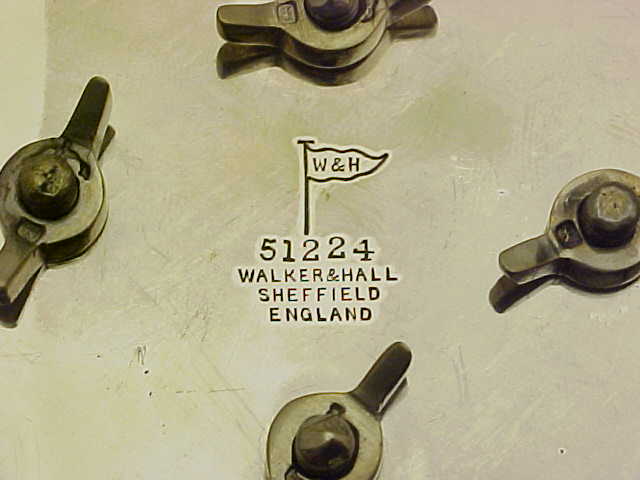 W&H
51224
WALKER&HALL
SHEFFIELD
ENGLAND